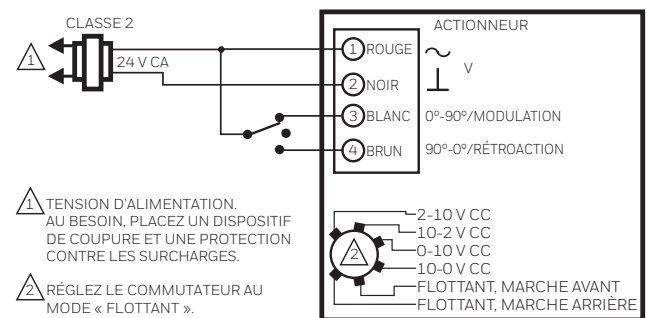 CLASSE 2
ACTIONNEUR
1
24 V CA
1 ROUGE
V
2 NOIR
3 BLANC 0º-90º/MODULATION
4 BRUN 90º-0º/RÉTROACTION
1 TENSION D'ALIMENTATION.
AU BESOIN, PLACEZ UN DISPOSITIF
DE COUPURE ET UNE PROTECTION
CONTRE LES SURCHARGES.
2 RÉGLEZ LE COMMUTATEUR AU
MODE « FLOTTANT ».
2
2-10 V CC
10-2 V CC
0-10 V CC
10-0 V CC
FLOTTANT, MARCHE AVANT
FLOTTANT, MARCHE ARRIÈRE